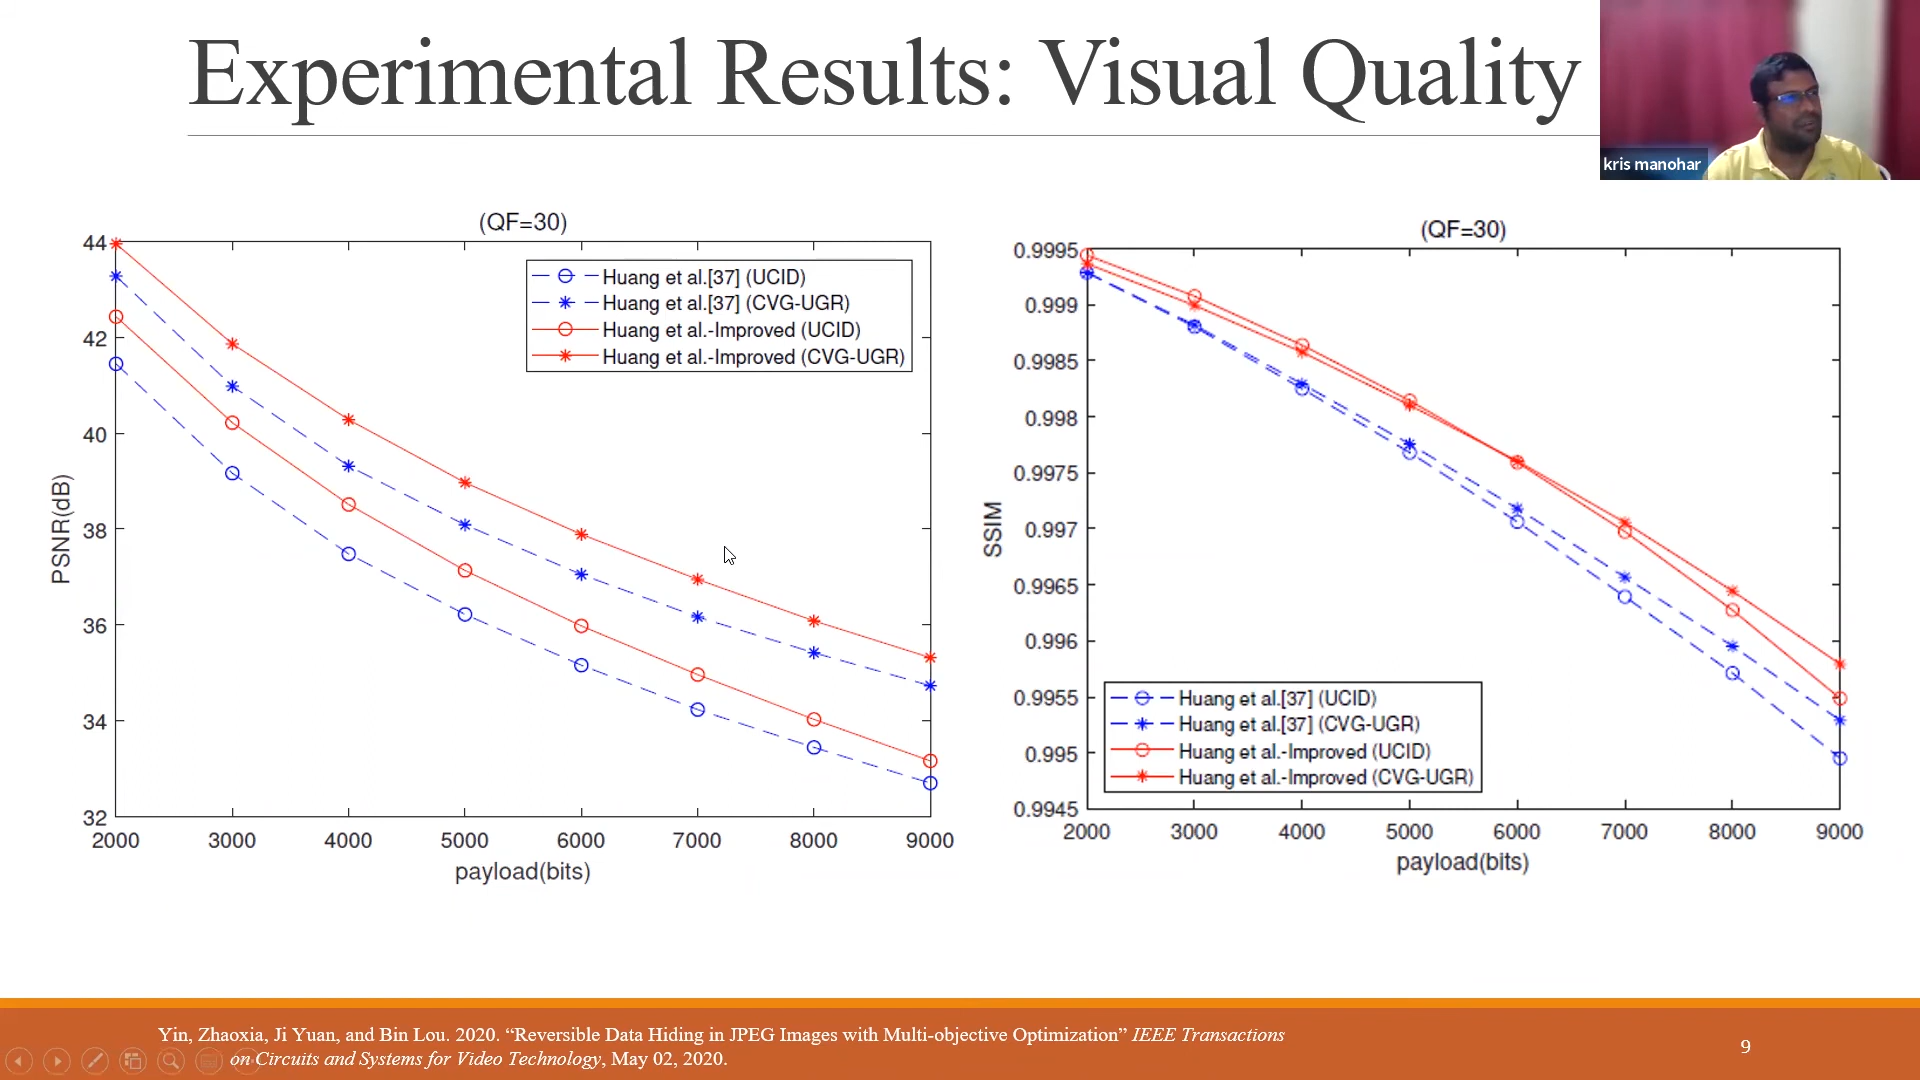 Experimental Results: Visual Quality
kris manohar
(QF=30)
44
42
40
38
36
34
32
PSNR(dB)
Huang et al.[37] (UCID)
Huang et al.[37] (CVG-UGR)
Huang et al.-Improved (UCID)
Huang et al.-Improved (CVG-UGR)
2000 3000 4000 5000 6000 7000 8000 9000
payload(bits)
(QF=30)
0.9995
0.999
0.9985
0.998
0.9975
0.997
0.9965
0.996
0.9955
0.995
0.9945
SSIM
Huang et al.[37] (UCID)
Huang et al.[37] (CVG-UGR)
Huang et al.-Improved (UCID)
Huang et al.-Improved (CVG-UGR)
2000 3000 4000 5000 6000 7000 8000 9000
payload(bits)
Yin, Zhaoxia, Ji Yuan, and Bin Lou. 2020. “Reversible Data Hiding in JPEG Images with Multi-objective Optimization” IEEE Transactions
on Circuits and Systems for Video Technology, May 02, 2020.
9